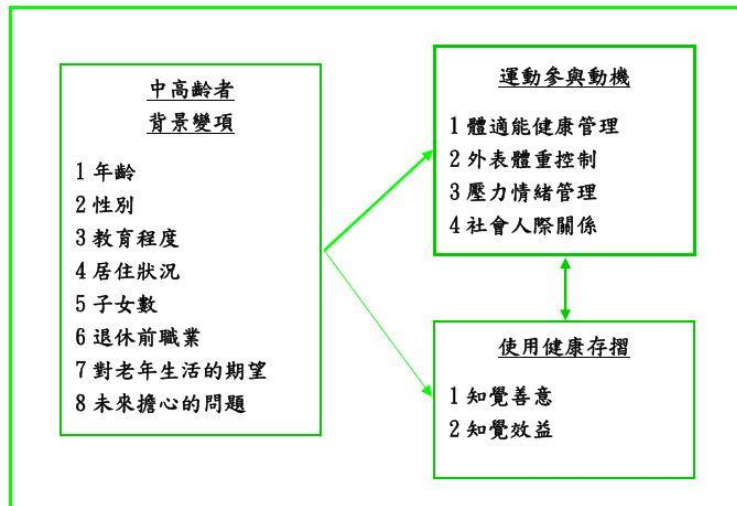 中高齡者
背景變項
1 年齡
2 性別
3 教育程度
4 居住狀況
5 子女數
6 退休前職業
7 對老年生活的期望
8 未來擔心的問題
運動參與動機
1 體適能健康管理
2 外表體重控制
3 壓力情緒管理
4 社會人際關係
使用健康存摺
1 知覺善意
2 知覺效益